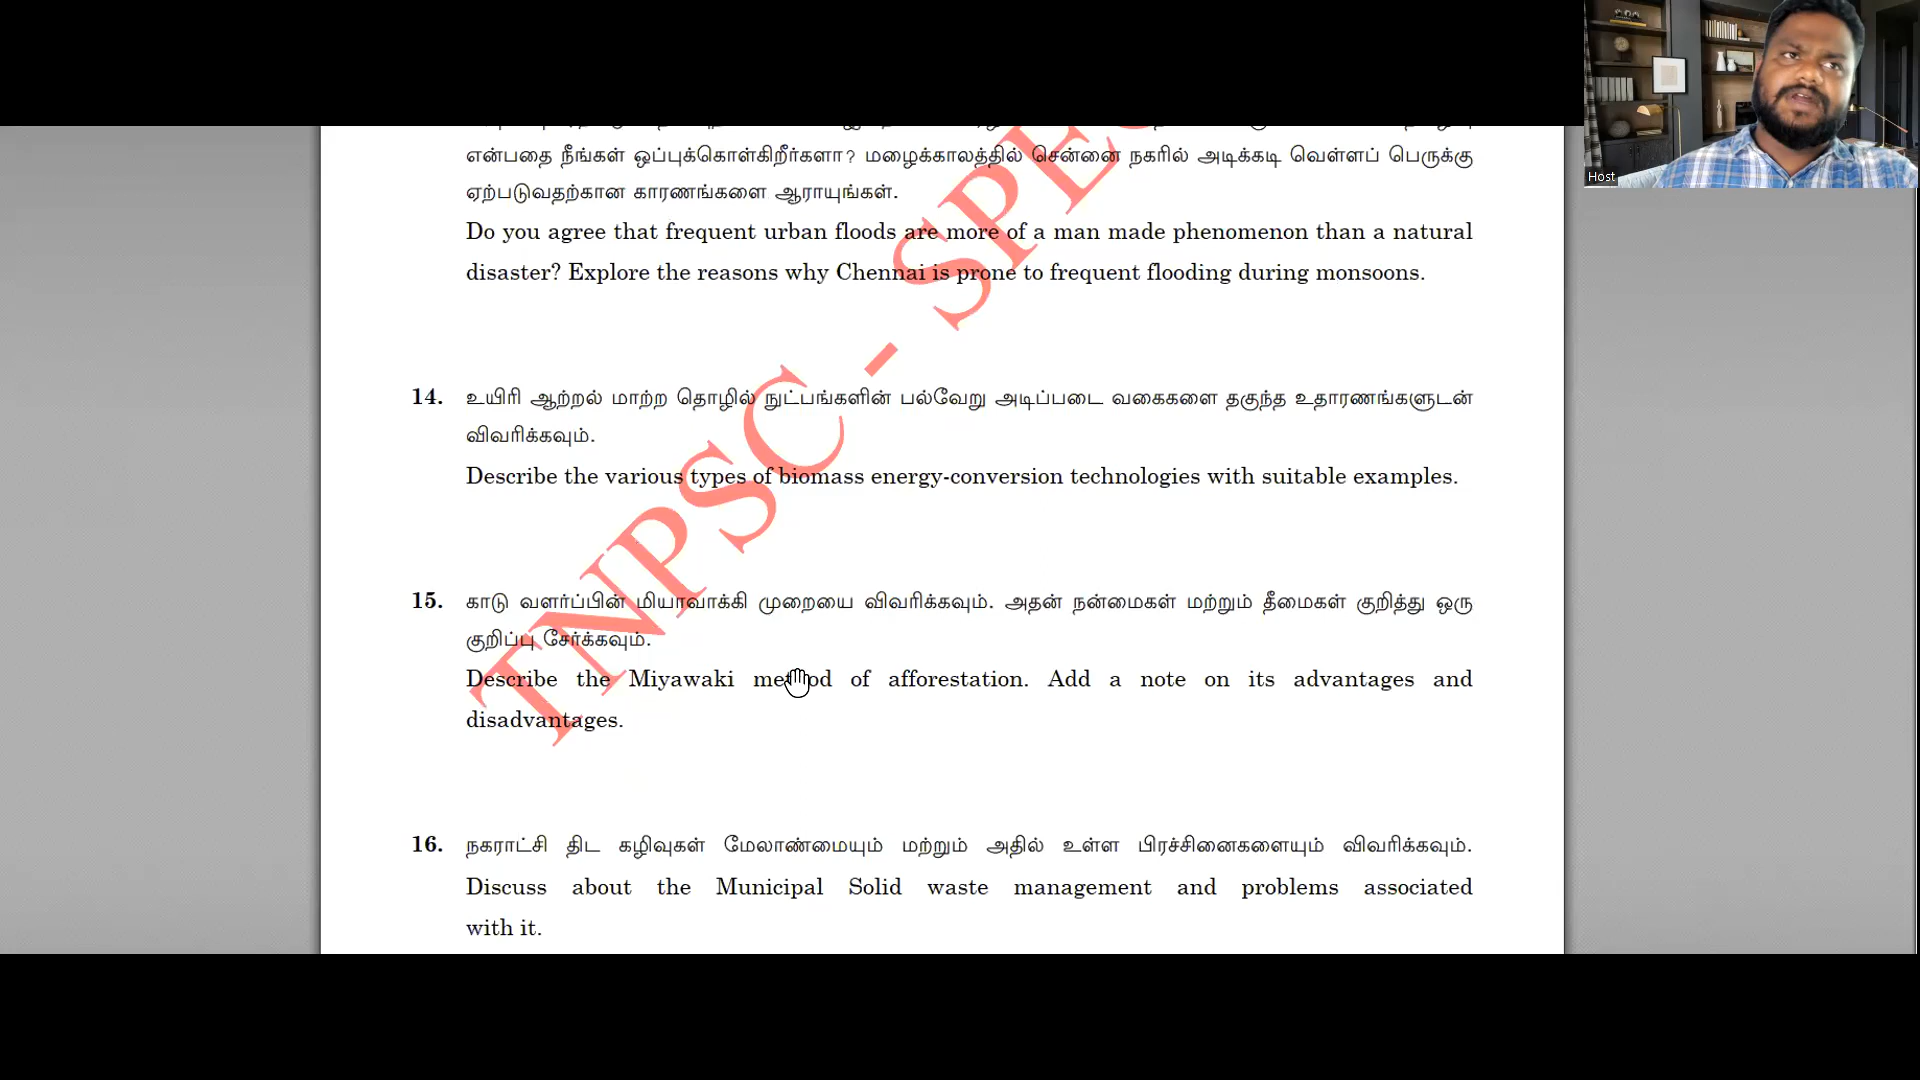 Host
என்பதை நீங்கள் ஒப்புக்கொள்கிறீர்களா? மழைக்காலத்தில் சென்னை நகரில் அடிக்கடி வெள்ளப் பெருக்கு
ஏற்படுவதற்கான காரணங்களை ஆராயுங்கள்.
Do you agree that frequent urban floods are more of a man made phenomenon than a natural
disaster? Explore the reasons why Chennai is prone to frequent flooding during monsoons.
14. உயிரி ஆற்றல் மாற்ற தொழில் நுட்பங்களின் பல்வேறு அடிப்படை வகைகளை தகுந்த உதாரணங்களுடன்
விவரிக்கவும்.
Describe the various types of biomass energy-conversion technologies with suitable examples.
15. காடு வளர்ப்பின் மியாவாக்கி முறையை விவரிக்கவும். அதன் நன்மைகள் மற்றும் தீமைகள் குறித்து ஒரு
குறிப்பு சேர்க்கவும்.
Describe the Miyawaki method of afforestation. Add a note on its advantages and
disadvantages.
16. நகராட்சி திட கழிவுகள் மேலாண்மையும் மற்றும் அதில் உள்ள பிரச்சினைகளையும் விவரிக்கவும்.
Discuss about the Municipal Solid waste management and problems associated
with it.
TNPSC - SPE